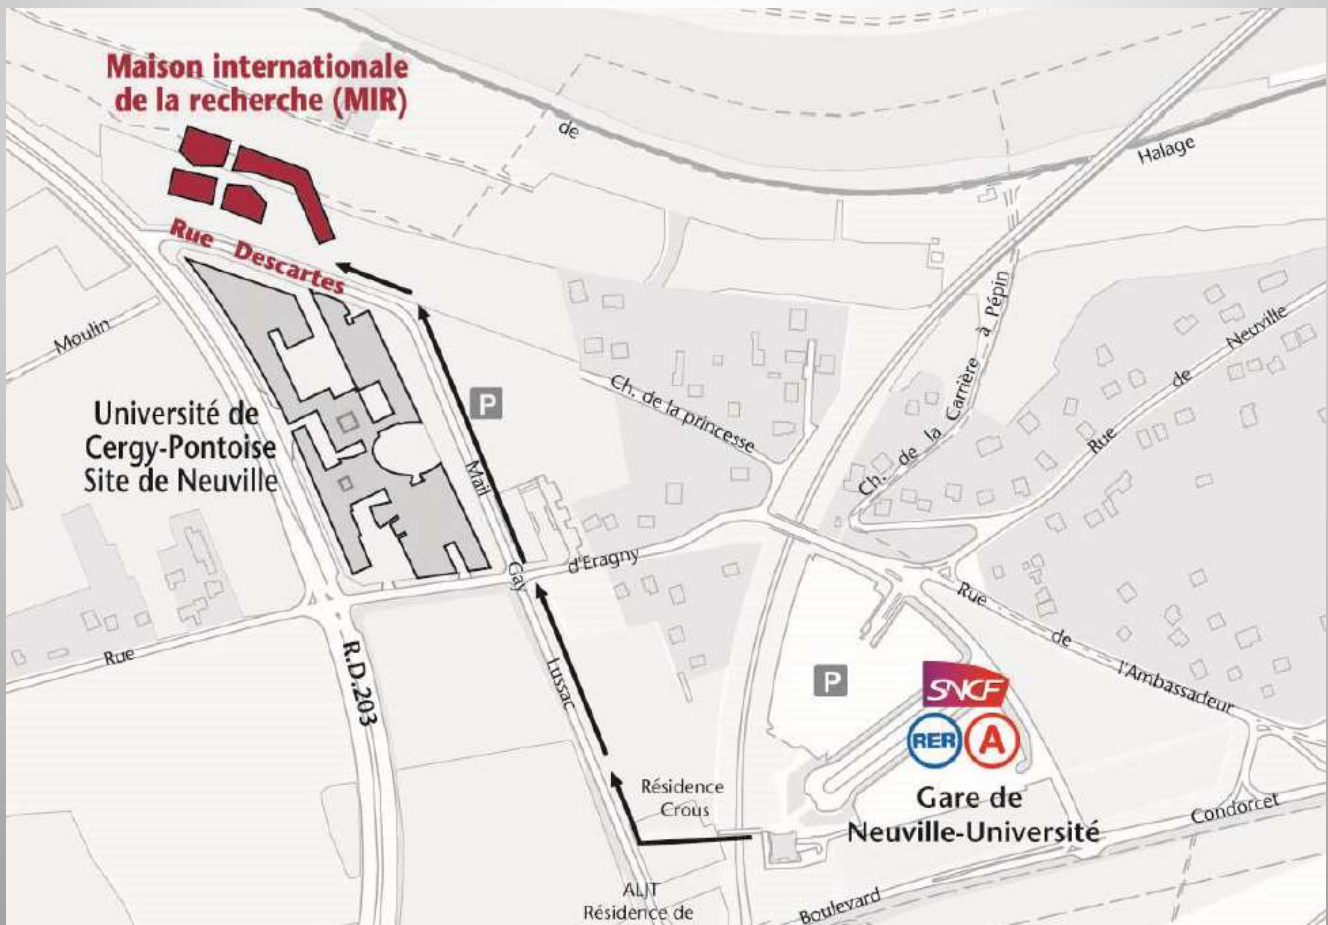 Maison internationale
de la recherche (MIR)
de
Halage
Rue Descartes
Moulin
P
Ch. de la princesse
Ch. de la Carrière à Pépin
Rue de Neuville
Université de
Cergy-Pontoise
Site de Neuville
Mail Gay Lussac
Rue d'Eragny
R.D.203
Rue de l'Ambassadeur
P
SNCF
RER A
Résidence
Crous
Gare de
Neuville-Université
Boulevard Condorcet
ALJT
Résidence de